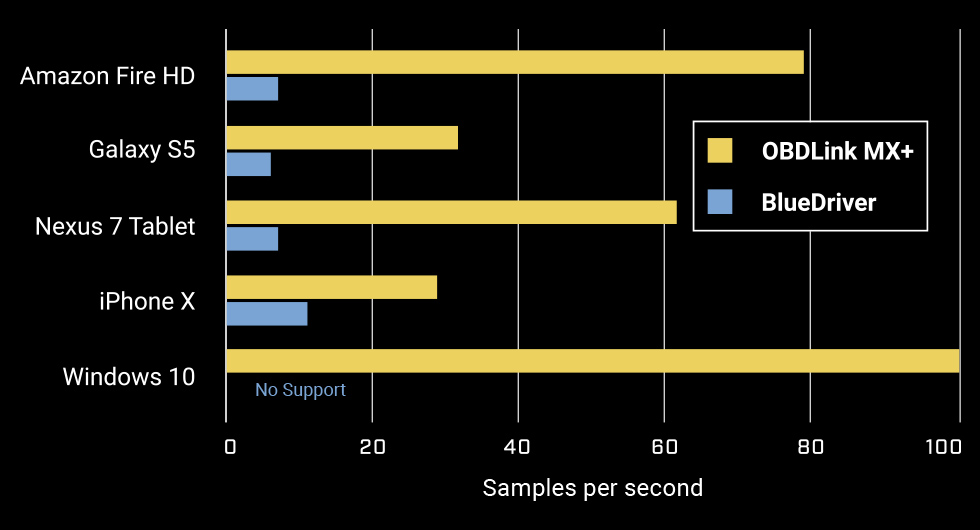 Amazon Fire HD
Galaxy S5
OBDLink MX+
BlueDriver
Nexus 7 Tablet
iPhone X
Windows 10
No Support
0 20 40 60 80 100
Samples per second